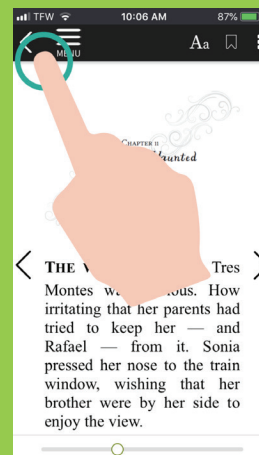 TFW 10:06 AM 87%
MENU Aa
CHAPTER II
THE Tres
Montes
How
irritating that her parents had
tried to keep her — and
Rafael — from it. Sonia
pressed her nose to the train
window, wishing that her
brother were by her side to
enjoy the view.